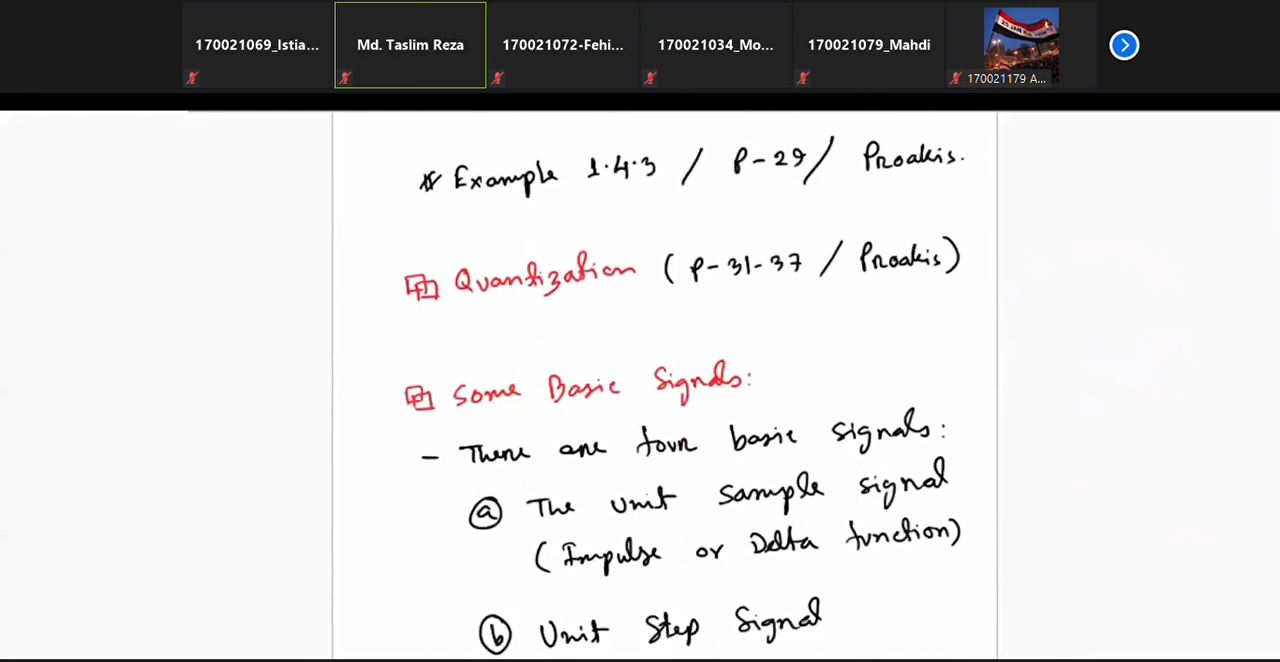 170021069_Istia...
Md. Taslim Reza
170021072-Fehi...
170021034_Mo...
170021079_Mahdi
170021179 A...
* Example 1.4.3 / P-29/ Proakis.
Quantization (P-31-37 / Proakis)
Some Basic Signals:
- There are four basic signals:
(a) The unit sample signal
(Impulse or Delta function)
(b) Unit Step Signal